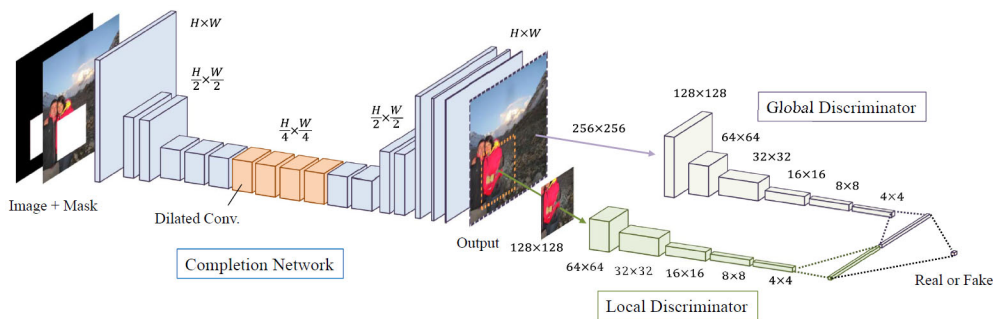 H×W
H/2 × W/2
H/4 × W/4
H/2 × W/2
H×W
Image + Mask
Dilated Conv.
Completion Network
Output
256×256
128×128
128×128
64×64
32×32
16×16
8×8
4×4
Global Discriminator
64×64
32×32
16×16
8×8
4×4
Local Discriminator
Real or Fake